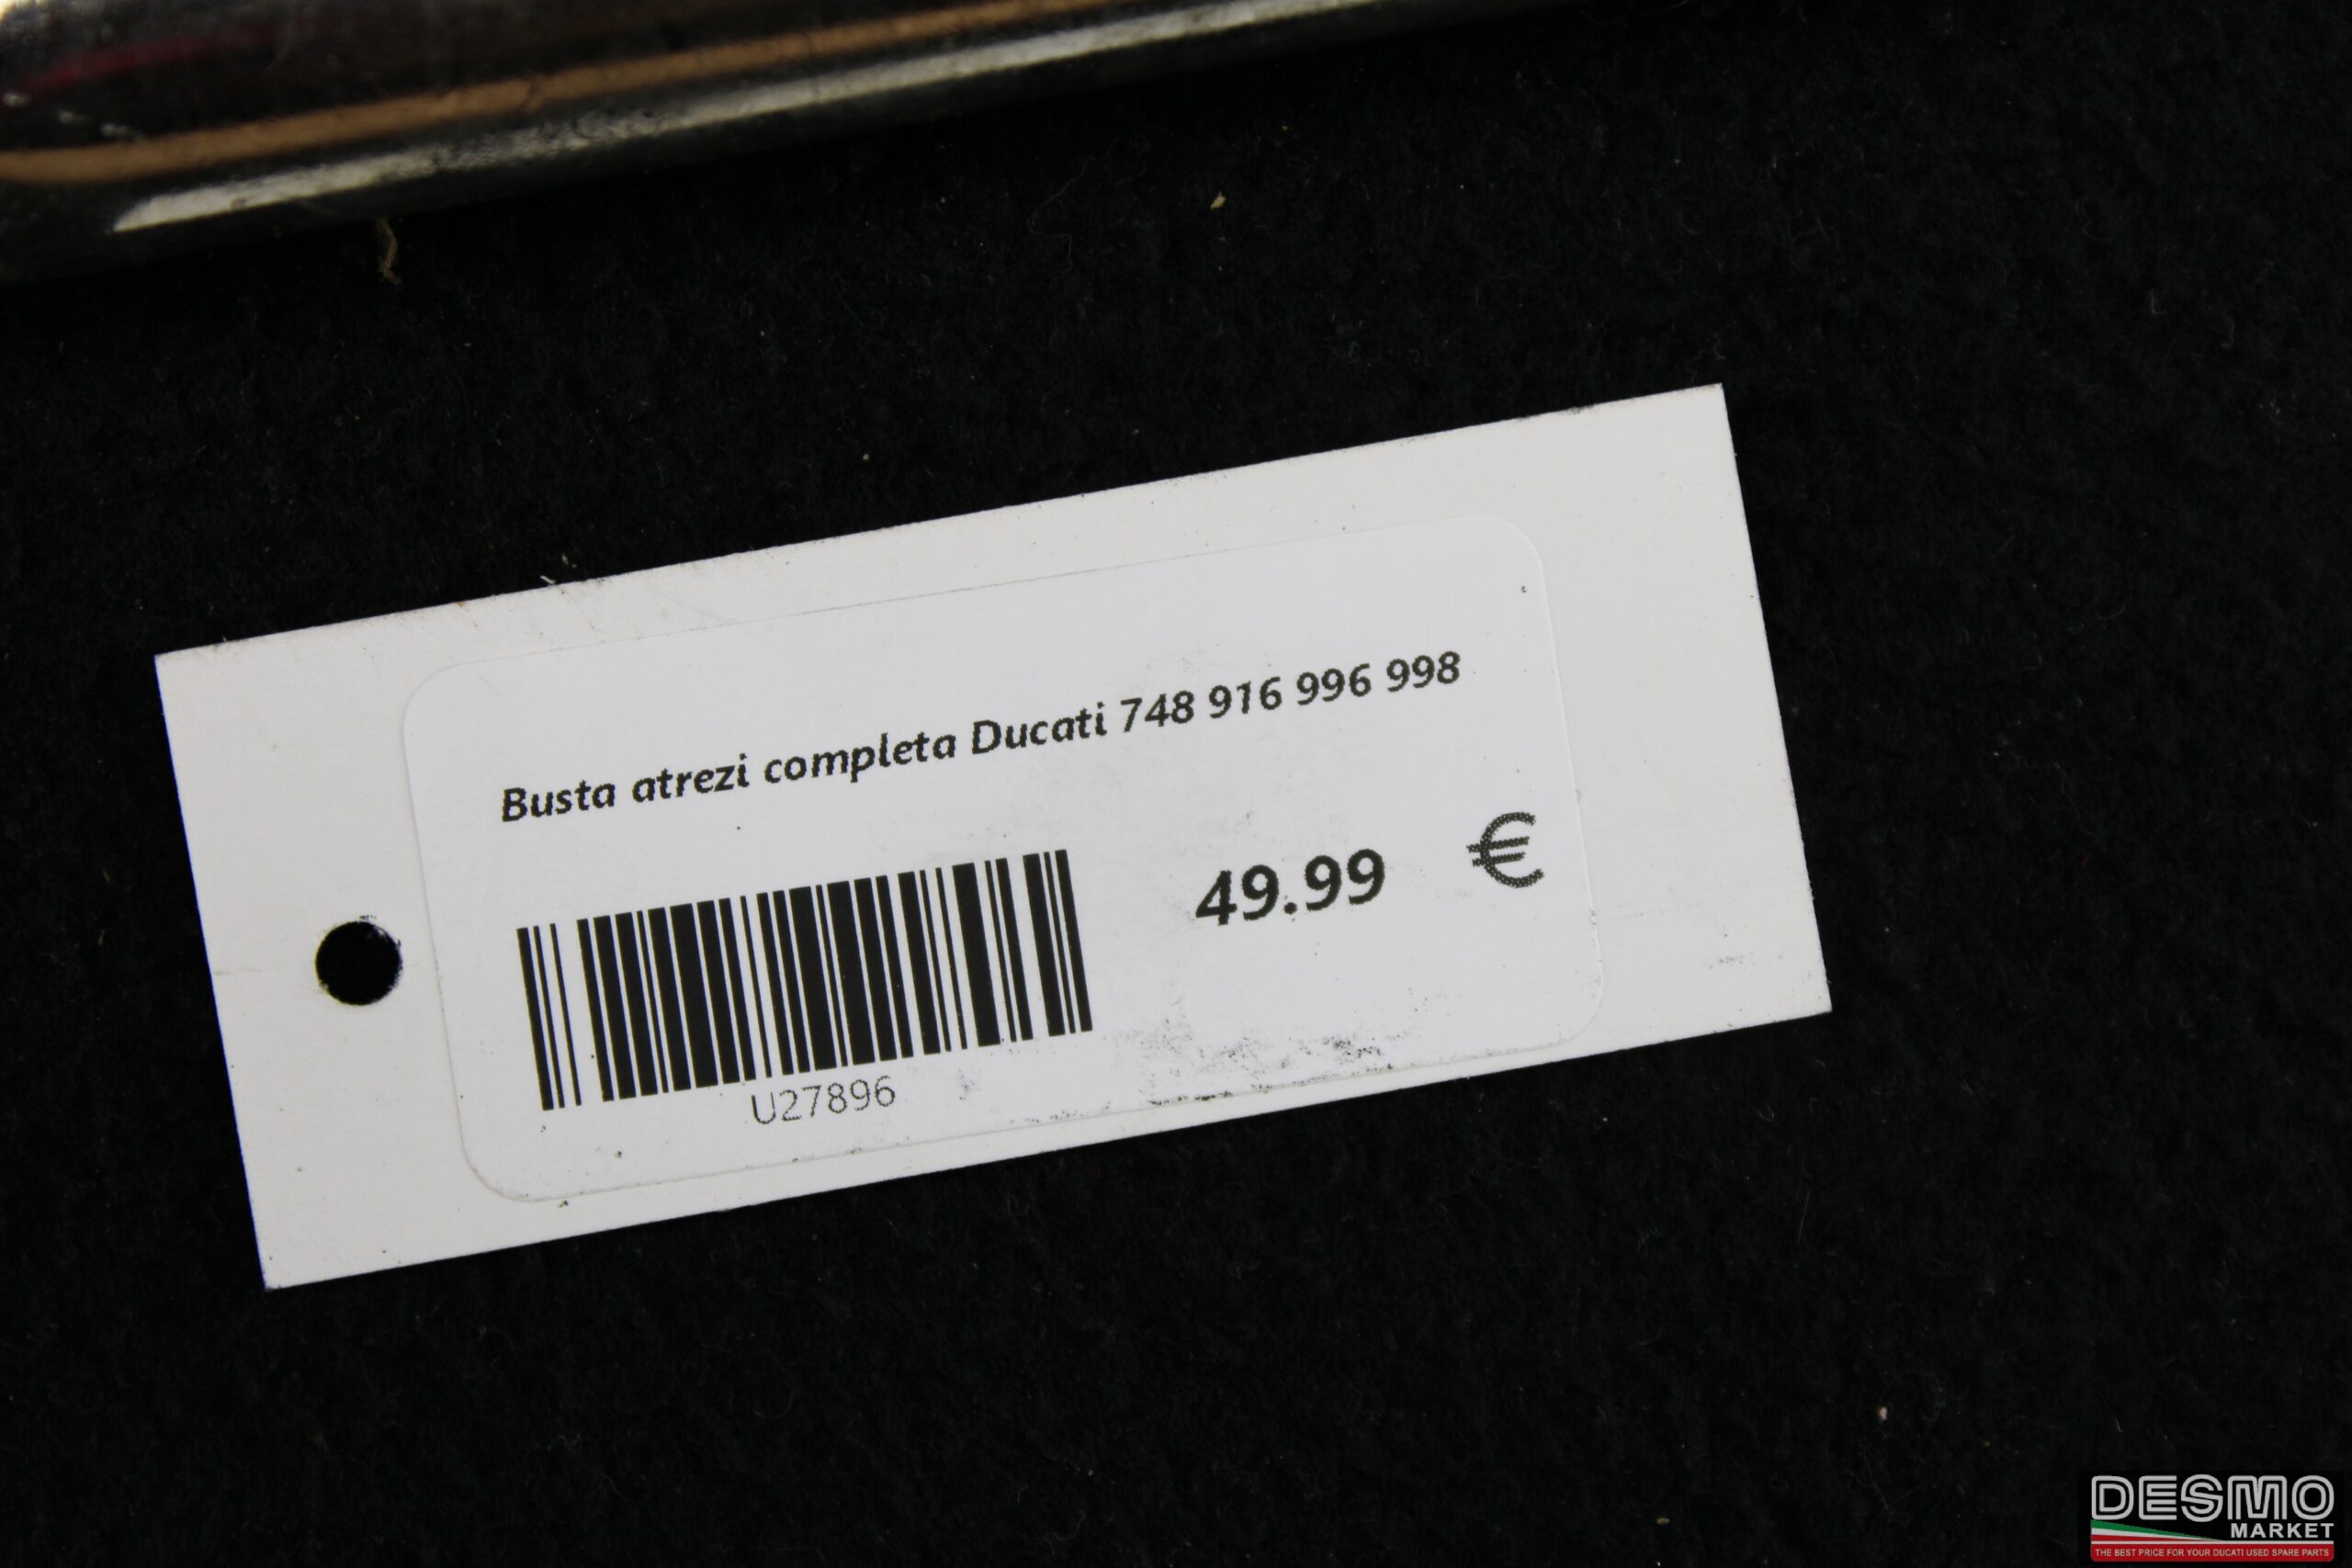 Busta atrezi completa Ducati 748 916 996 998
49.99 €
U27896
DESMO
MARKET
THE BEST PRICE FOR YOUR DUCATI USED SPARE PARTS